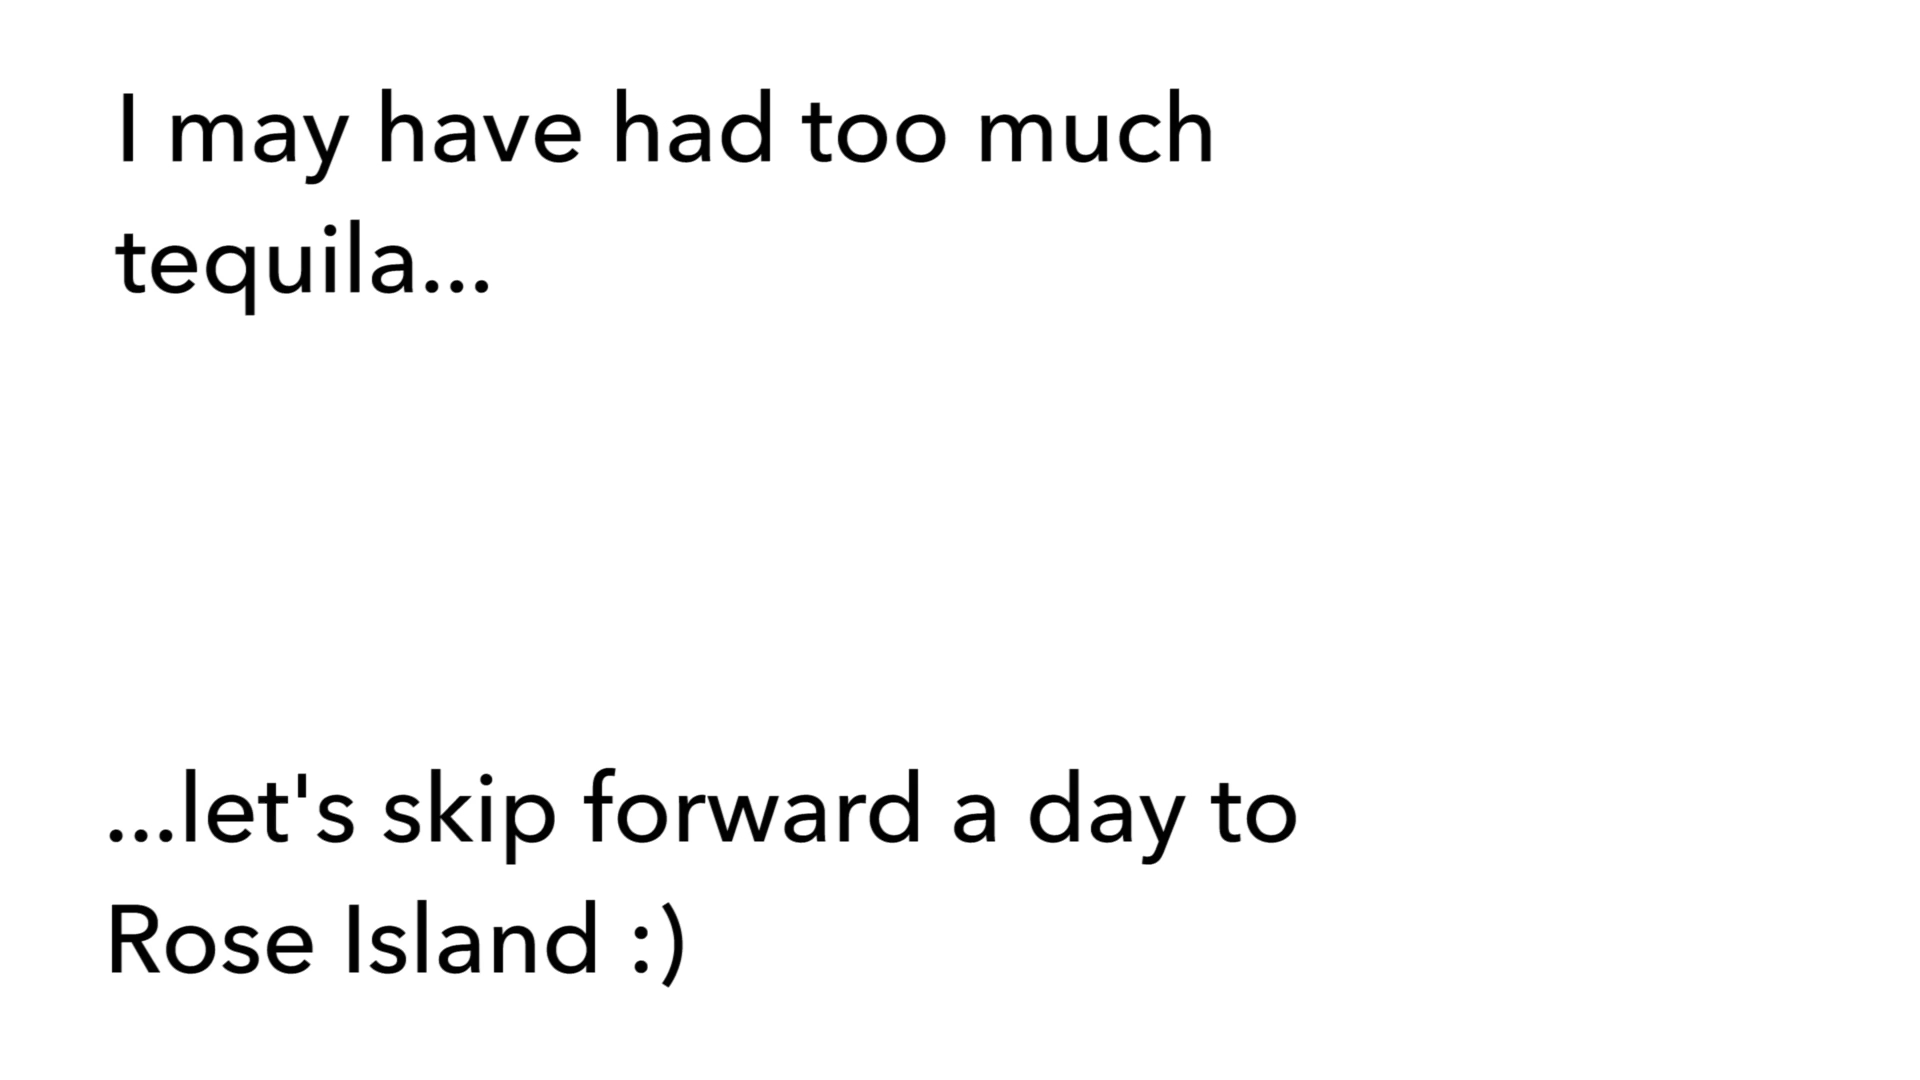 I may have had too much
tequila...
...let's skip forward a day to
Rose Island :)